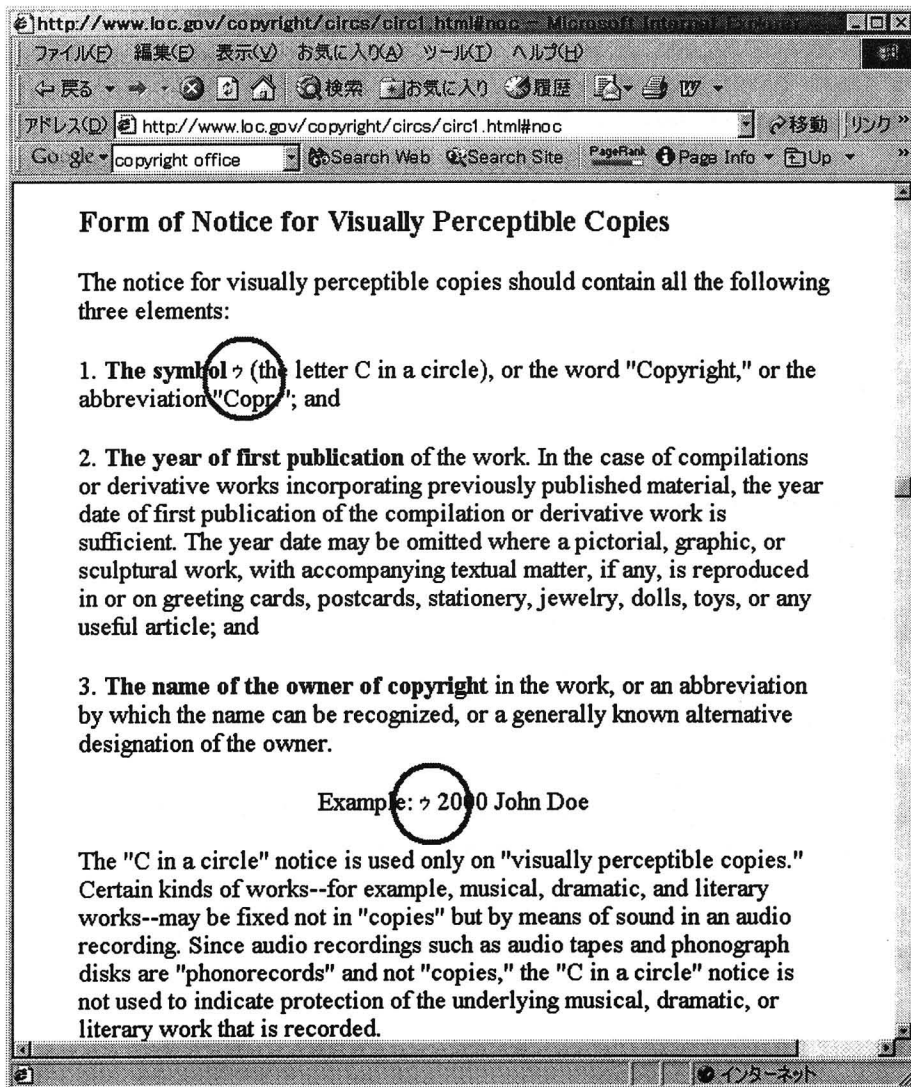 http://www.loc.gov/copyright/circs/circ1.html#noc - Microsoft Internet Explorer
ファイル(F) 編集(E) 表示(V) お気に入り(A) ツール(T) ヘルプ(H)
戻る 検索 お気に入り 履歴
アドレス(D) http://www.loc.gov/copyright/circs/circ1.html#noc 移動 リンク »
Google copyright office Search Web Search Site PageRank Page Info Up »
Form of Notice for Visually Perceptible Copies
The notice for visually perceptible copies should contain all the following
three elements:
1. The symbol ゥ (the letter C in a circle), or the word "Copyright," or the
abbreviation "Copr."; and
2. The year of first publication of the work. In the case of compilations
or derivative works incorporating previously published material, the year
date of first publication of the compilation or derivative work is
sufficient. The year date may be omitted where a pictorial, graphic, or
sculptural work, with accompanying textual matter, if any, is reproduced
in or on greeting cards, postcards, stationery, jewelry, dolls, toys, or any
useful article; and
3. The name of the owner of copyright in the work, or an abbreviation
by which the name can be recognized, or a generally known alternative
designation of the owner.
Example: ゥ 2000 John Doe
The "C in a circle" notice is used only on "visually perceptible copies."
Certain kinds of works--for example, musical, dramatic, and literary
works--may be fixed not in "copies" but by means of sound in an audio
recording. Since audio recordings such as audio tapes and phonograph
disks are "phonorecords" and not "copies," the "C in a circle" notice is
not used to indicate protection of the underlying musical, dramatic, or
literary work that is recorded.
インターネット